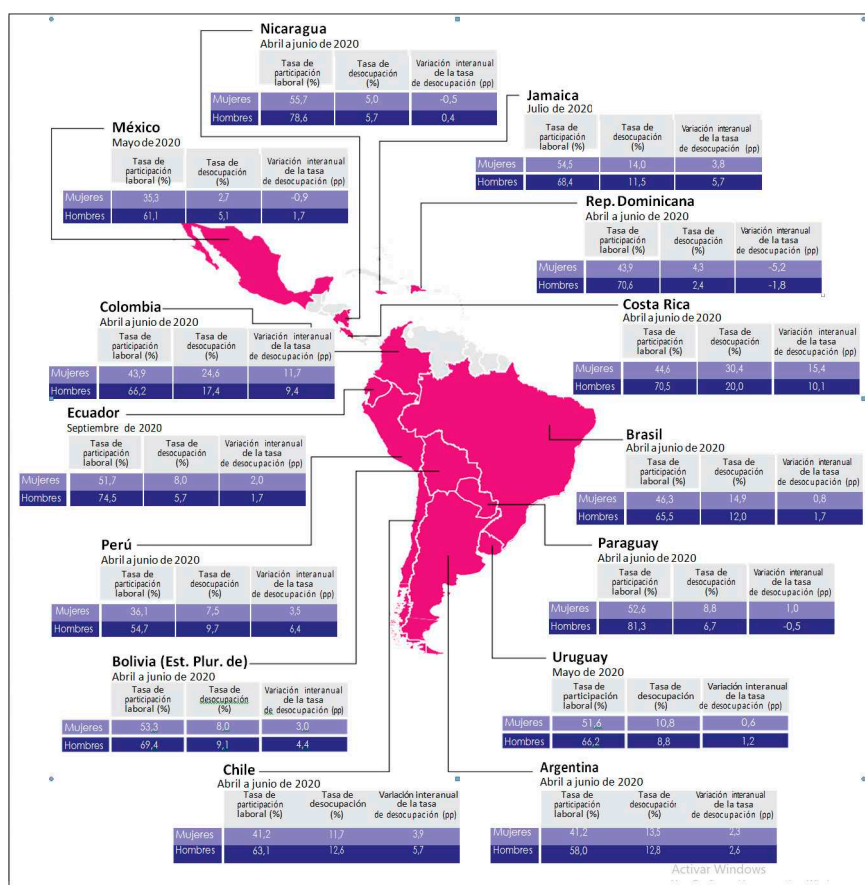 Nicaragua
Abril a junio de 2020
Tasa de participación laboral (%) Tasa de desocupación (%) Variación interanual de la tasa de desocupación (pp)
Mujeres 55,7 5,0 -0,5
Hombres 78,6 5,7 0,4
Jamaica
Julio de 2020
Tasa de participación laboral (%) Tasa de desocupación (%) Variación interanual de la tasa de desocupación (pp)
Mujeres 54,5 14,0 3,8
Hombres 68,4 11,5 5,7
México
Mayo de 2020
Tasa de participación laboral (%) Tasa de desocupación (%) Variación interanual de la tasa de desocupación (pp)
Mujeres 35,3 2,7 -0,9
Hombres 61,1 5,1 1,7
Rep. Dominicana
Abril a junio de 2020
Tasa de participación laboral (%) Tasa de desocupación (%) Variación interanual de la tasa de desocupación (pp)
Mujeres 43,9 4,3 -5,2
Hombres 70,6 2,4 -1,8
Colombia
Abril a junio de 2020
Tasa de participación laboral (%) Tasa de desocupación (%) Variación interanual de la tasa de desocupación (pp)
Mujeres 43,9 24,6 11,7
Hombres 66,2 17,4 9,4
Costa Rica
Abril a junio de 2020
Tasa de participación laboral (%) Tasa de desocupación (%) Variación interanual de la tasa de desocupación (pp)
Mujeres 44,6 30,4 15,4
Hombres 70,5 20,0 10,1
Ecuador
Septiembre de 2020
Tasa de participación laboral (%) Tasa de desocupación (%) Variación interanual de la tasa de desocupación (pp)
Mujeres 51,7 8,0 2,0
Hombres 74,5 5,7 1,7
Brasil
Abril a junio de 2020
Tasa de participación laboral (%) Tasa de desocupación (%) Variación interanual de la tasa de desocupación (pp)
Mujeres 46,3 14,9 0,8
Hombres 65,5 12,0 1,7
Perú
Abril a junio de 2020
Tasa de participación laboral (%) Tasa de desocupación (%) Variación interanual de la tasa de desocupación (pp)
Mujeres 36,1 7,5 3,5
Hombres 54,7 9,7 6,4
Paraguay
Abril a junio de 2020
Tasa de participación laboral (%) Tasa de desocupación (%) Variación interanual de la tasa de desocupación (pp)
Mujeres 52,6 8,8 1,0
Hombres 81,3 6,7 -0,5
Bolivia (Est. Plur. de)
Abril a junio de 2020
Tasa de participación laboral (%) Tasa de desocupación (%) Variación interanual de la tasa de desocupación (pp)
Mujeres 53,3 8,0 3,0
Hombres 69,4 9,1 4,4
Uruguay
Mayo de 2020
Tasa de participación laboral (%) Tasa de desocupación (%) Variación interanual de la tasa de desocupación (pp)
Mujeres 51,6 10,8 0,6
Hombres 66,2 8,8 1,2
Chile
Abril a junio de 2020
Tasa de participación laboral (%) Tasa de desocupación (%) Variación interanual de la tasa de desocupación (pp)
Mujeres 41,2 11,7 3,9
Hombres 63,1 12,6 5,7
Argentina
Abril a junio de 2020
Tasa de participación laboral (%) Tasa de desocupación (%) Variación interanual de la tasa de desocupación (pp)
Mujeres 41,2 13,5 2,3
Hombres 58,0 12,8 2,6
Activar Windows